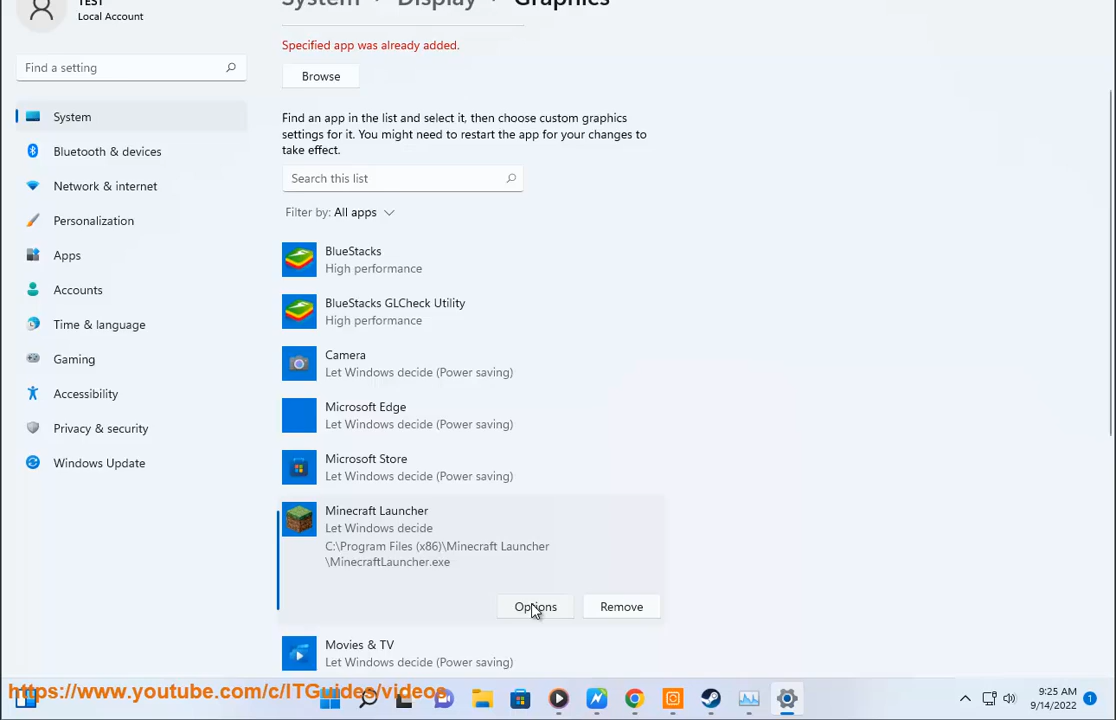 TEST
Local Account
System > Display > Graphics
Specified app was already added.
Find a setting
Browse
System
Bluetooth & devices
Network & internet
Personalization
Apps
Accounts
Time & language
Gaming
Accessibility
Privacy & security
Windows Update
Find an app in the list and select it, then choose custom graphics
settings for it. You might need to restart the app for your changes to
take effect.
Search this list
Filter by: All apps
BlueStacks
High performance
BlueStacks GLCheck Utility
High performance
Camera
Let Windows decide (Power saving)
Microsoft Edge
Let Windows decide (Power saving)
Microsoft Store
Let Windows decide (Power saving)
Minecraft Launcher
Let Windows decide
C:\Program Files (x86)\Minecraft Launcher
\MinecraftLauncher.exe
Options
Remove
Movies & TV
Let Windows decide (Power saving)
https://www.youtube.com/c/ITGuides/videos
9:25 AM
9/14/2022
1